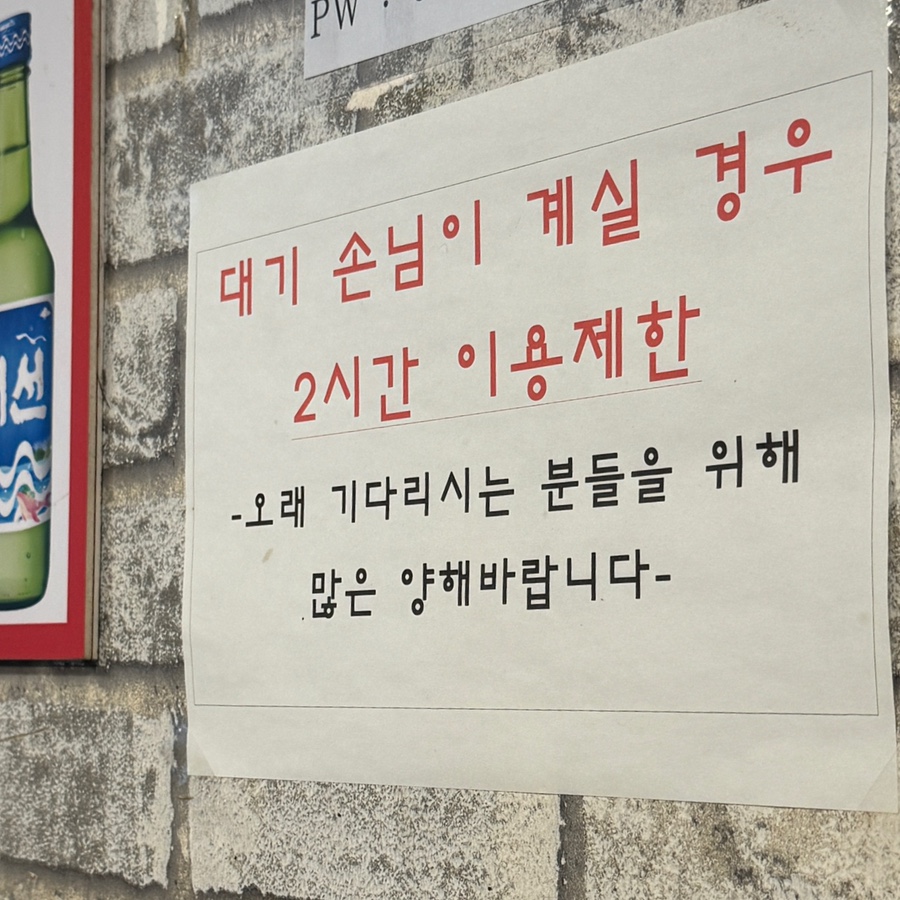 PW :
대기 손님이 계실 경우
2시간 이용제한
-오래 기다리시는 분들을 위해
많은 양해바랍니다-